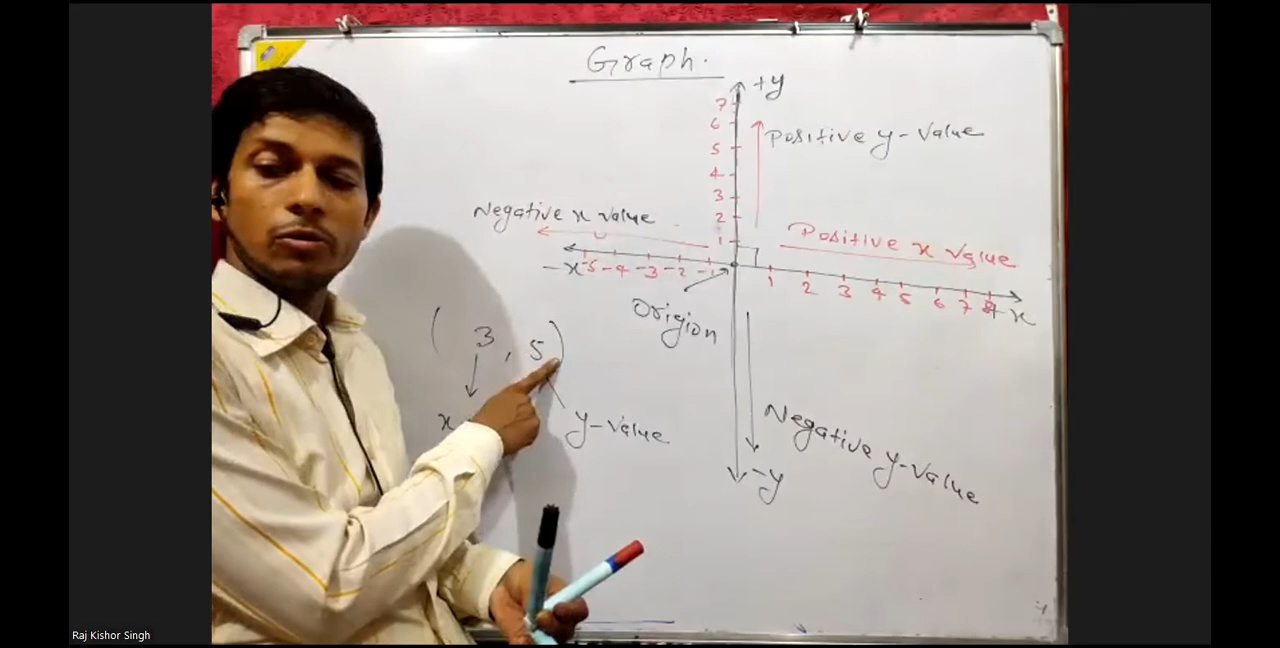 Graph.
+y
7
6
5
4
3
2
1
Positive y-Value
Negative x value
Positive x Value
-x -5 -4 -3 -2 -1
1 2 3 4 5 6 7 8 +x
Origion
(3, 5)
x
y-value
Negative y-Value
-y
Raj Kishor Singh